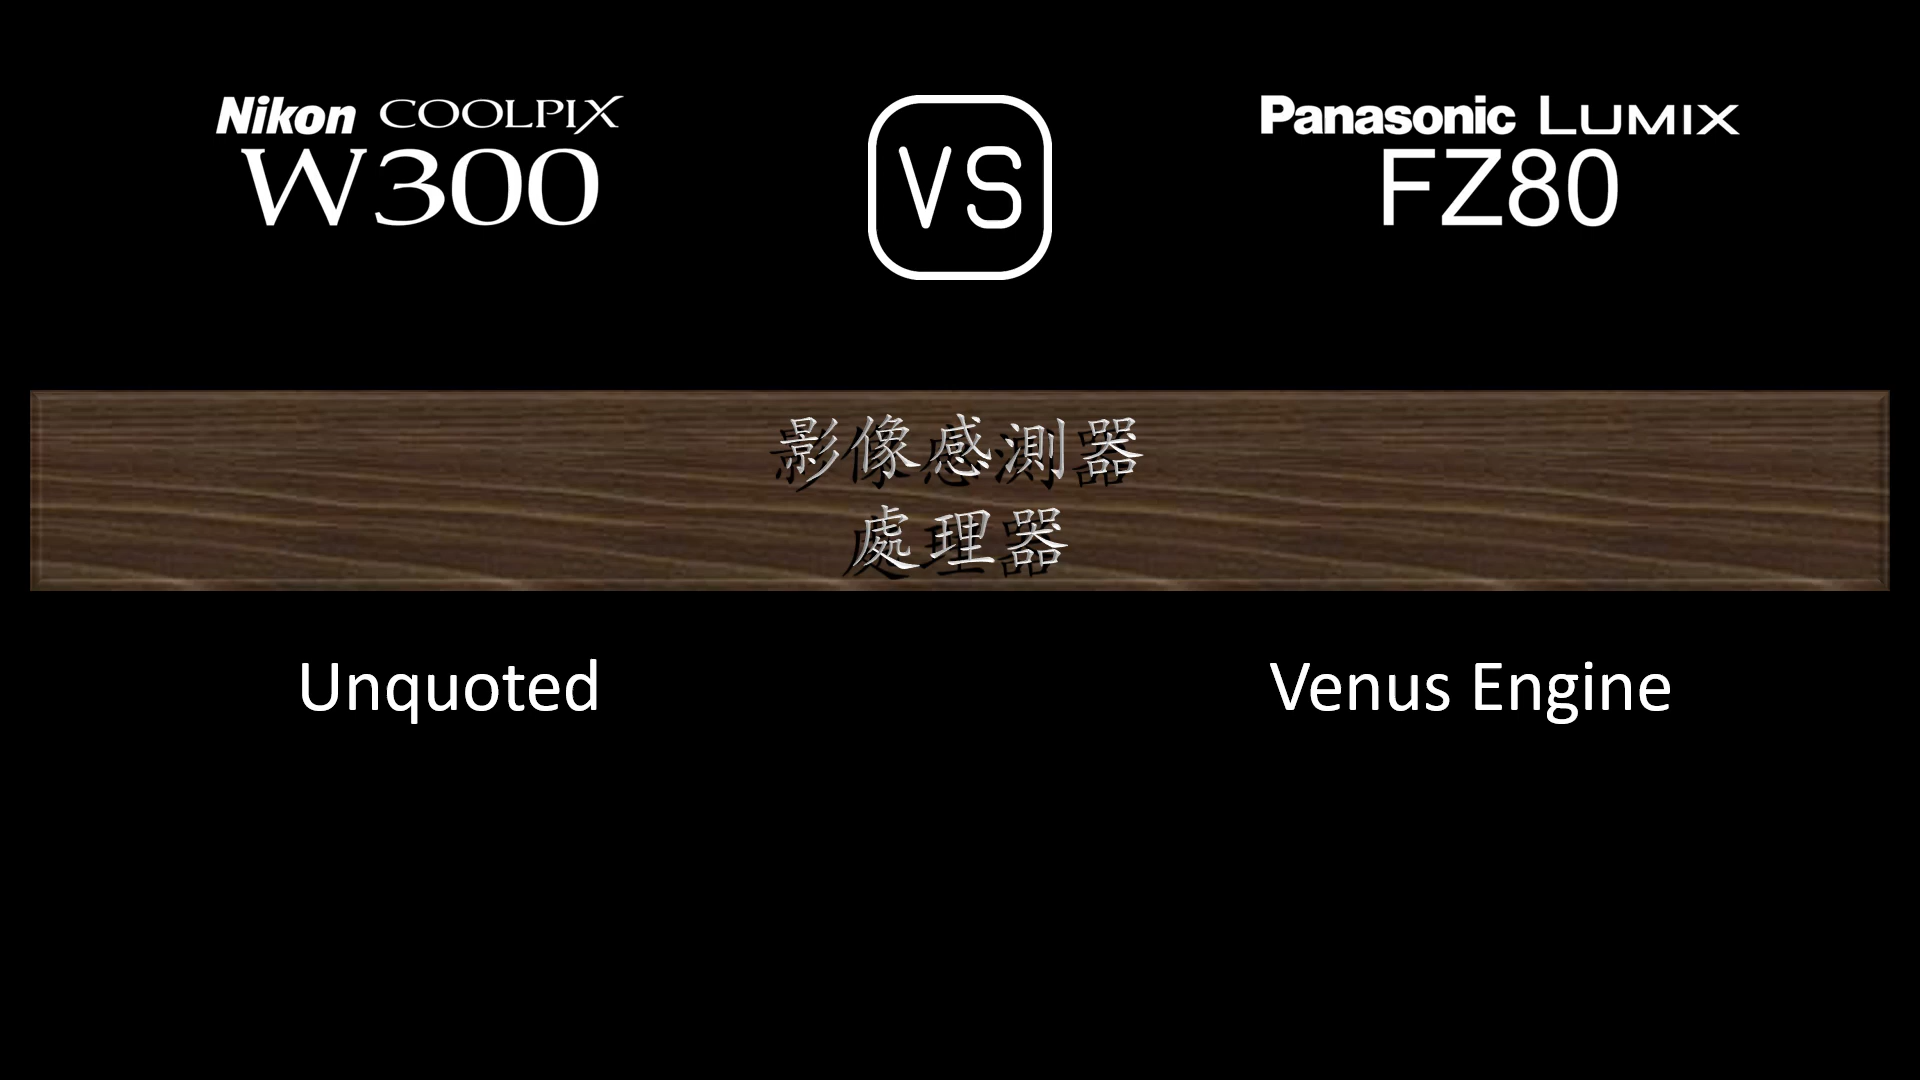 Nikon COOLPIX
W300
VS
Panasonic LUMIX
FZ80
影像感測器
處理器
Unquoted
Venus Engine